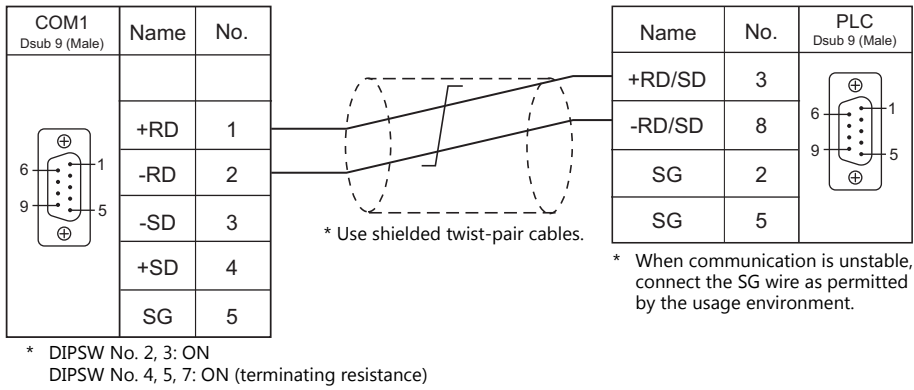 COM1
Dsub 9 (Male)
Name
No.
+RD
1
-RD
2
-SD
3
+SD
4
SG
5
6
1
9
5
* DIPSW No. 2, 3: ON
DIPSW No. 4, 5, 7: ON (terminating resistance)
* Use shielded twist-pair cables.
Name
No.
PLC
Dsub 9 (Male)
+RD/SD
3
-RD/SD
8
SG
2
SG
5
6
1
9
5
* When communication is unstable,
connect the SG wire as permitted
by the usage environment.